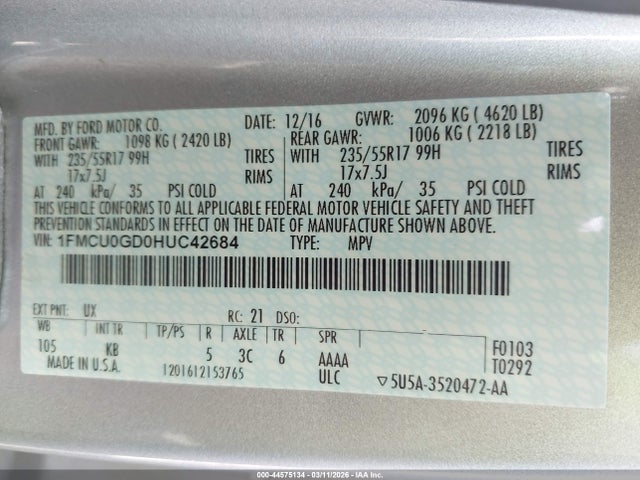 MFD. BY FORD MOTOR CO. DATE: 12/16 GVWR: 2096 KG ( 4620 LB)
FRONT GAWR: 1098 KG ( 2420 LB) REAR GAWR: 1006 KG ( 2218 LB)
WITH 235/55R17 99H TIRES WITH 235/55R17 99H TIRES
17x7.5J RIMS 17x7.5J RIMS
AT 240 kPa/ 35 PSI COLD AT 240 kPa/ 35 PSI COLD
THIS VEHICLE CONFORMS TO ALL APPLICABLE FEDERAL MOTOR VEHICLE SAFETY AND THEFT
PREVENTION STANDARDS IN EFFECT ON THE DATE OF MANUFACTURE SHOWN ABOVE.
VIN: 1FMCU0GD0HUC42684 TYPE: MPV
EXT PNT: UX RC: 21 DSO:
WB INT TR TP/PS R AXLE TR SPR
105 KB 5 3C 6 AAAA F0103
MADE IN U.S.A. 1201612153765 ULC T0292
▽5U5A-3520472-AA
000-44575134 — 03/11/2026 — IAA Inc.